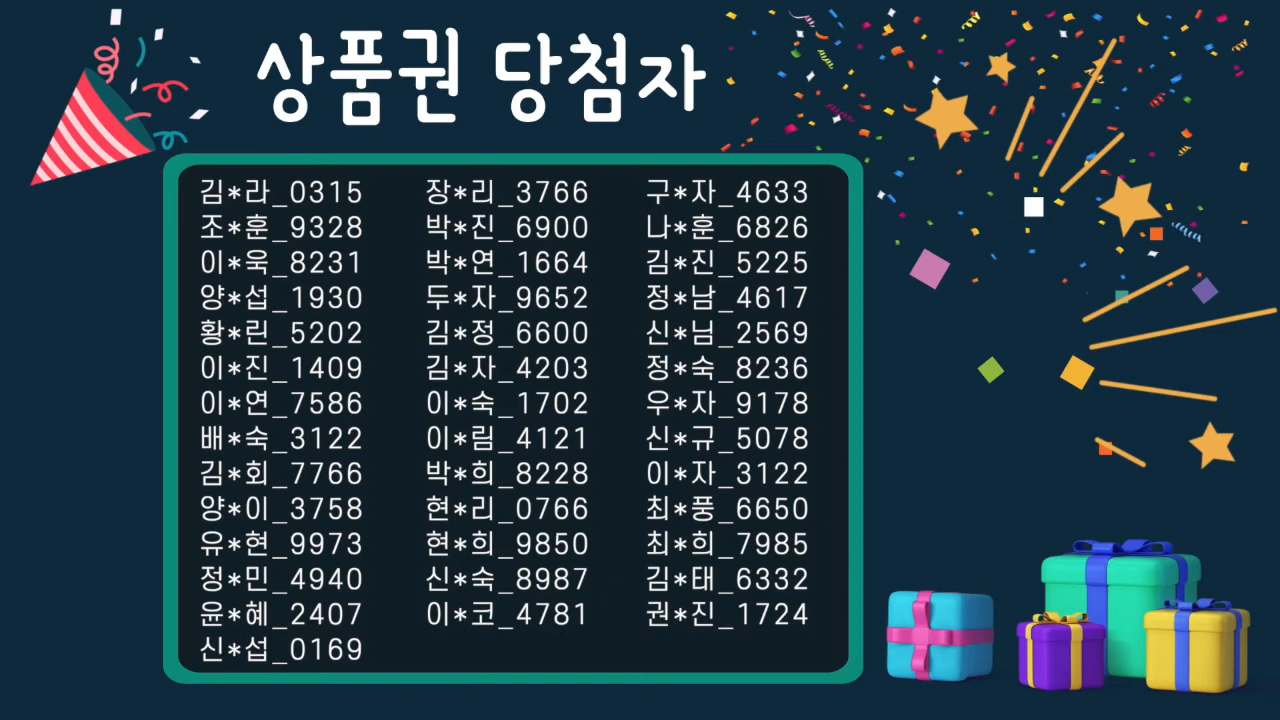 상품권 당첨자
김*라_0315 장*리_3766 구*자_4633
조*훈_9328 박*진_6900 나*훈_6826
이*욱_8231 박*연_1664 김*진_5225
양*섭_1930 두*자_9652 정*남_4617
황*린_5202 김*정_6600 신*님_2569
이*진_1409 김*자_4203 정*숙_8236
이*연_7586 이*숙_1702 우*자_9178
배*숙_3122 이*림_4121 신*규_5078
김*회_7766 박*희_8228 이*자_3122
양*이_3758 현*리_0766 최*풍_6650
유*현_9973 현*희_9850 최*희_7985
정*민_4940 신*숙_8987 김*태_6332
윤*혜_2407 이*코_4781 권*진_1724
신*섭_0169